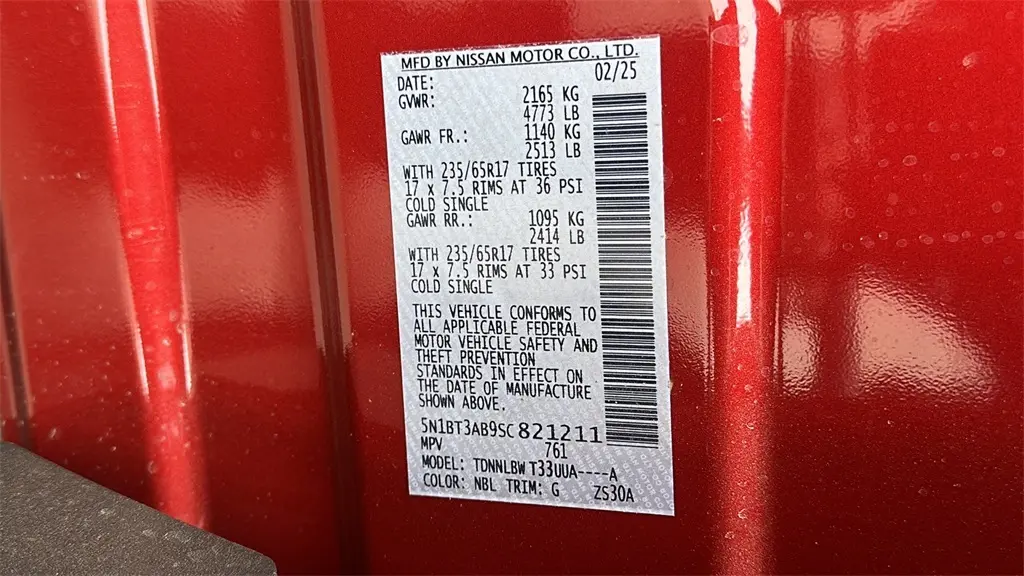 MFD BY NISSAN MOTOR CO., LTD.
DATE: 02/25
GVWR: 2165 KG
4773 LB
GAWR FR.: 1140 KG
2513 LB
WITH 235/65R17 TIRES
17 x 7.5 RIMS AT 36 PSI
COLD SINGLE
GAWR RR.: 1095 KG
2414 LB
WITH 235/65R17 TIRES
17 x 7.5 RIMS AT 33 PSI
COLD SINGLE
THIS VEHICLE CONFORMS TO
ALL APPLICABLE FEDERAL
MOTOR VEHICLE SAFETY AND
THEFT PREVENTION
STANDARDS IN EFFECT ON
THE DATE OF MANUFACTURE
SHOWN ABOVE.
5N1BT3AB9SC821211
MPV 761
MODEL: TDNNLBW T33UUA----A
COLOR: NBL TRIM: G ZS30A